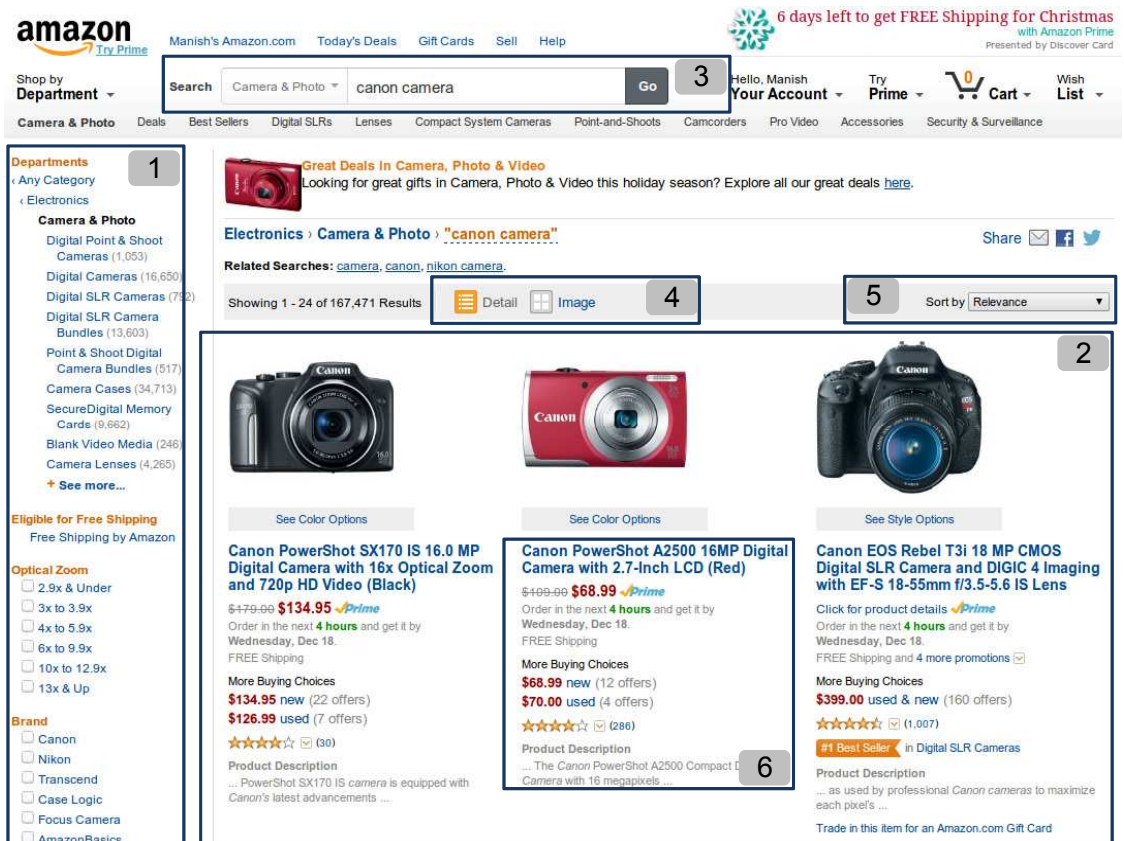 amazon
Try Prime
Manish's Amazon.com Today's Deals Gift Cards Sell Help
6 days left to get FREE Shipping for Christmas
with Amazon Prime
Presented by Discover Card
Shop by
Department
Search Camera & Photo canon camera Go
3
Hello, Manish
Your Account
Try
Prime
0
Cart
Wish
List
Camera & Photo Deals Best Sellers Digital SLRs Lenses Compact System Cameras Point-and-Shoots Camcorders Pro Video Accessories Security & Surveillance
1
Departments
‹ Any Category
‹ Electronics
Camera & Photo
Digital Point & Shoot
Cameras (1,053)
Digital Cameras (16,650)
Digital SLR Cameras (792)
Digital SLR Camera
Bundles (13,603)
Point & Shoot Digital
Camera Bundles (517)
Camera Cases (34,713)
SecureDigital Memory
Cards (9,662)
Blank Video Media (246)
Camera Lenses (4,265)
+ See more...
Eligible for Free Shipping
Free Shipping by Amazon
Optical Zoom
2.9x & Under
3x to 3.9x
4x to 5.9x
6x to 9.9x
10x to 12.9x
13x & Up
Brand
Canon
Nikon
Transcend
Case Logic
Focus Camera
AmazonBasics
Great Deals in Camera, Photo & Video
Looking for great gifts in Camera, Photo & Video this holiday season? Explore all our great deals here.
Electronics › Camera & Photo › "canon camera"
Share
Related Searches: camera, canon, nikon camera.
Showing 1 - 24 of 167,471 Results
Detail Image
4
5
Sort by Relevance
2
Canon
Canon
Canon
See Color Options
Canon PowerShot SX170 IS 16.0 MP
Digital Camera with 16x Optical Zoom
and 720p HD Video (Black)
$179.00 $134.95 Prime
Order in the next 4 hours and get it by
Wednesday, Dec 18.
FREE Shipping
More Buying Choices
$134.95 new (22 offers)
$126.99 used (7 offers)
(30)
Product Description
... PowerShot SX170 IS camera is equipped with
Canon's latest advancements ...
See Color Options
Canon PowerShot A2500 16MP Digital
Camera with 2.7-Inch LCD (Red)
$109.00 $68.99 Prime
Order in the next 4 hours and get it by
Wednesday, Dec 18.
FREE Shipping
More Buying Choices
$68.99 new (12 offers)
$70.00 used (4 offers)
(286)
Product Description
... The Canon PowerShot A2500 Compact
Camera with 16 megapixels ...
6
See Style Options
Canon EOS Rebel T3i 18 MP CMOS
Digital SLR Camera and DIGIC 4 Imaging
with EF-S 18-55mm f/3.5-5.6 IS Lens
Click for product details Prime
Order in the next 4 hours and get it by
Wednesday, Dec 18.
FREE Shipping and 4 more promotions
More Buying Choices
$399.00 used & new (160 offers)
(1,007)
#1 Best Seller in Digital SLR Cameras
Product Description
... as used by professional Canon cameras to maximize
each pixel's ...
Trade in this item for an Amazon.com Gift Card